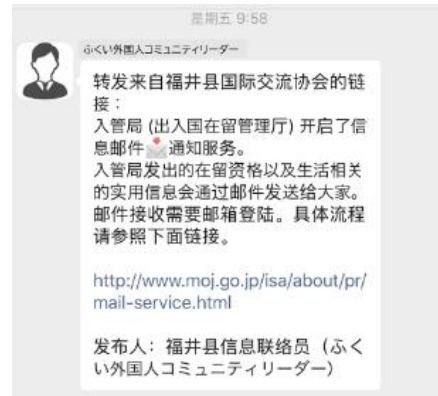 星期五 9:58
ふくい外国人コミュニティリーダー
转发来自福井县国际交流协会的链
接：
入管局 (出入国在留管理厅) 开启了信
息邮件📩通知服务。
入管局发出的在留资格以及生活相关
的实用信息会通过邮件发送给大家。
邮件接收需要邮箱登陆。具体流程
请参照下面链接。
http://www.moj.go.jp/isa/about/pr/
mail-service.html
发布人：福井县信息联络员（ふく
い外国人コミュニティリーダー）